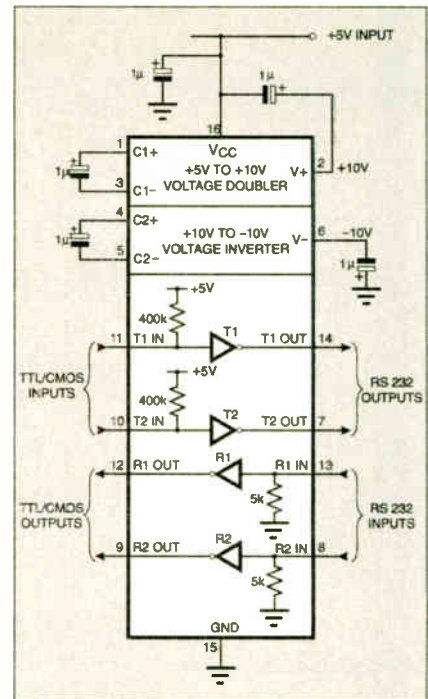 +5V INPUT
1μ
+
1μ
+
16
1
C1+
VCC
+5V TO +10V
VOLTAGE DOUBLER
V+
2
+10V
1μ
+
3
C1-
4
C2+
+10V TO -10V
VOLTAGE INVERTER
V-
6
-10V
1μ
+
5
C2-
1μ
+
+5V
400k
11
T1 IN
T1
T1 OUT
14
TTL/CMOS
INPUTS
+5V
400k
RS 232
OUTPUTS
10
T2 IN
T2
T2 OUT
7
12
R1 OUT
R1
R1 IN
13
TTL/CMOS
OUTPUTS
5k
RS 232
INPUTS
9
R2 OUT
R2
R2 IN
8
5k
GND
15